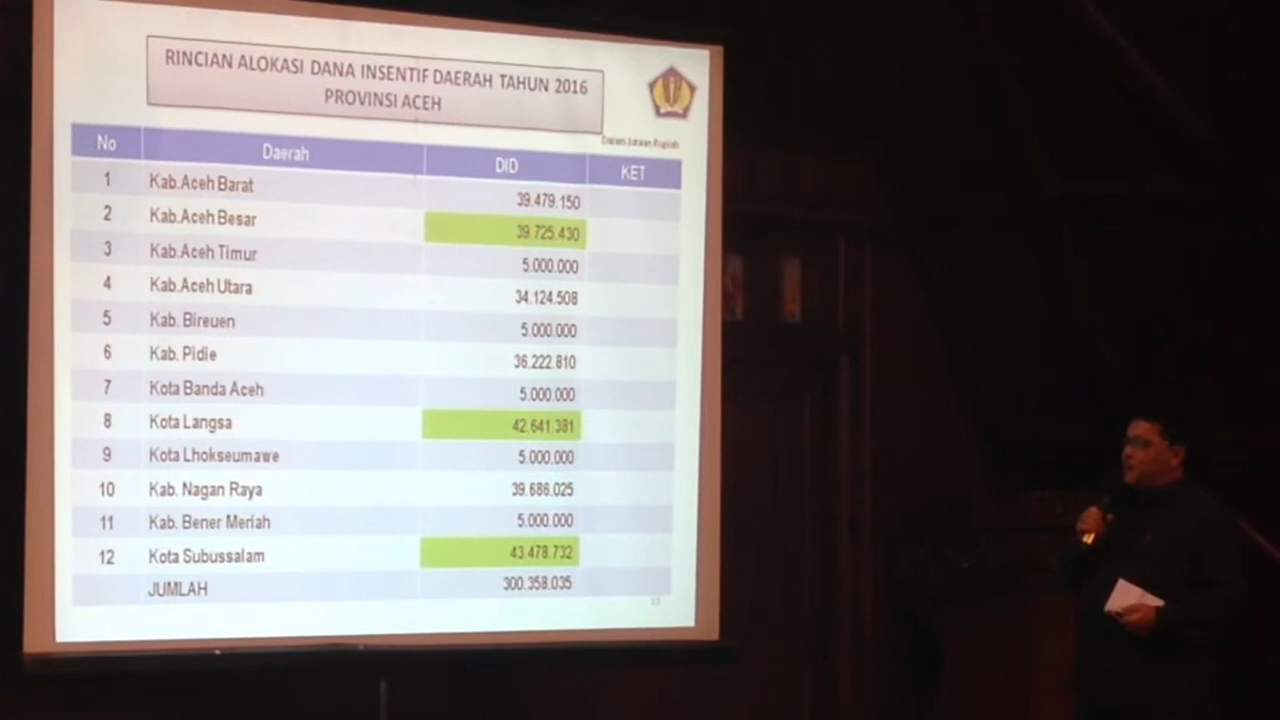 RINCIAN ALOKASI DANA INSENTIF DAERAH TAHUN 2016
PROVINSI ACEH
Dalam Jutaan Rupiah
No Daerah DID KET
1 Kab.Aceh Barat 39.479.150
2 Kab.Aceh Besar 39.725.430
3 Kab.Aceh Timur 5.000.000
4 Kab.Aceh Utara 34.124.508
5 Kab. Bireuen 5.000.000
6 Kab. Pidie 36.222.810
7 Kota Banda Aceh 5.000.000
8 Kota Langsa 42.641.381
9 Kota Lhokseumawe 5.000.000
10 Kab. Nagan Raya 39.686.025
11 Kab. Bener Meriah 5.000.000
12 Kota Subussalam 43.478.732
JUMLAH 300.358.035